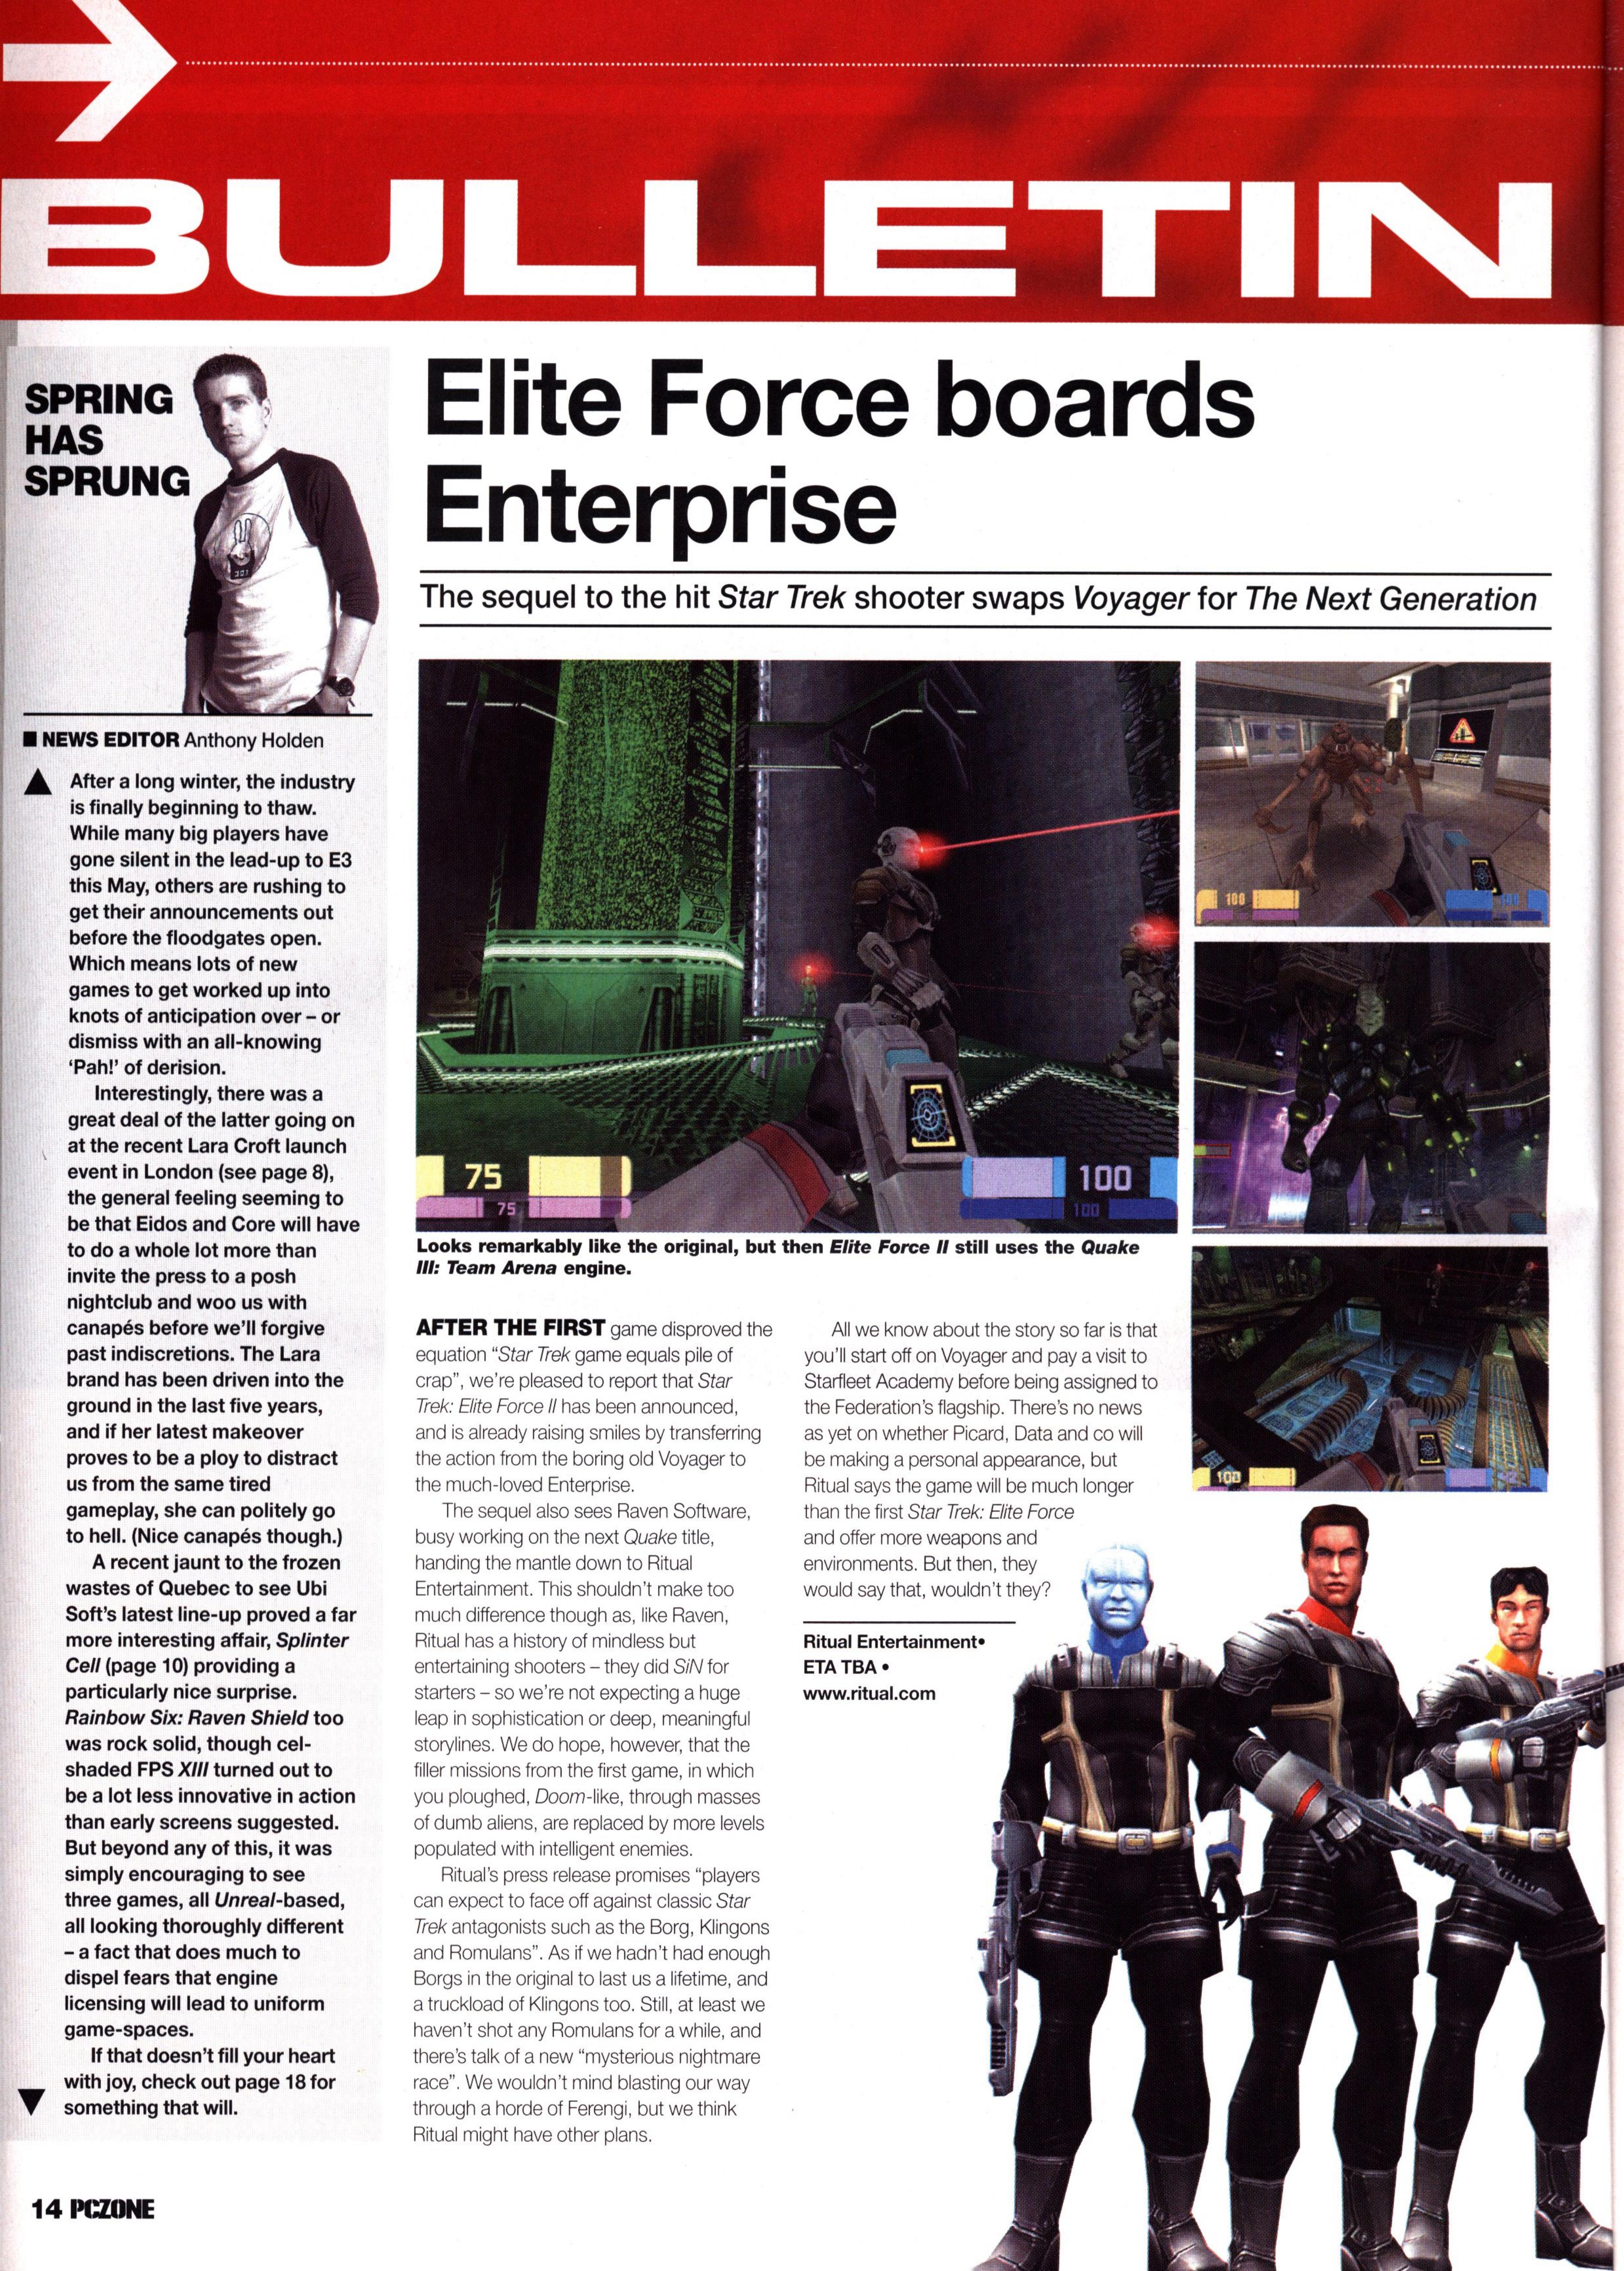 BULLETIN
SPRING
HAS
SPRUNG
■ NEWS EDITOR Anthony Holden
▲ After a long winter, the industry
is finally beginning to thaw.
While many big players have
gone silent in the lead-up to E3
this May, others are rushing to
get their announcements out
before the floodgates open.
Which means lots of new
games to get worked up into
knots of anticipation over – or
dismiss with an all-knowing
‘Pah!’ of derision.
Interestingly, there was a
great deal of the latter going on
at the recent Lara Croft launch
event in London (see page 8),
the general feeling seeming to
be that Eidos and Core will have
to do a whole lot more than
invite the press to a posh
nightclub and woo us with
canapés before we’ll forgive
past indiscretions. The Lara
brand has been driven into the
ground in the last five years,
and if her latest makeover
proves to be a ploy to distract
us from the same tired
gameplay, she can politely go
to hell. (Nice canapés though.)
A recent jaunt to the frozen
wastes of Quebec to see Ubi
Soft’s latest line-up proved a far
more interesting affair, Splinter
Cell (page 10) providing a
particularly nice surprise.
Rainbow Six: Raven Shield too
was rock solid, though cel-
shaded FPS XIII turned out to
be a lot less innovative in action
than early screens suggested.
But beyond any of this, it was
simply encouraging to see
three games, all Unreal-based,
all looking thoroughly different
– a fact that does much to
dispel fears that engine
licensing will lead to uniform
game-spaces.
If that doesn’t fill your heart
with joy, check out page 18 for
▼ something that will.
Elite Force boards
Enterprise
The sequel to the hit Star Trek shooter swaps Voyager for The Next Generation
75
75
100
100
100
100
Looks remarkably like the original, but then Elite Force II still uses the Quake
III: Team Arena engine.
AFTER THE FIRST game disproved the
equation “Star Trek game equals pile of
crap”, we’re pleased to report that Star
Trek: Elite Force II has been announced,
and is already raising smiles by transferring
the action from the boring old Voyager to
the much-loved Enterprise.
The sequel also sees Raven Software,
busy working on the next Quake title,
handing the mantle down to Ritual
Entertainment. This shouldn’t make too
much difference though as, like Raven,
Ritual has a history of mindless but
entertaining shooters – they did SiN for
starters – so we’re not expecting a huge
leap in sophistication or deep, meaningful
storylines. We do hope, however, that the
filler missions from the first game, in which
you ploughed, Doom-like, through masses
of dumb aliens, are replaced by more levels
populated with intelligent enemies.
Ritual’s press release promises “players
can expect to face off against classic Star
Trek antagonists such as the Borg, Klingons
and Romulans”. As if we hadn’t had enough
Borgs in the original to last us a lifetime, and
a truckload of Klingons too. Still, at least we
haven’t shot any Romulans for a while, and
there’s talk of a new “mysterious nightmare
race”. We wouldn’t mind blasting our way
through a horde of Ferengi, but we think
Ritual might have other plans.
All we know about the story so far is that
you’ll start off on Voyager and pay a visit to
Starfleet Academy before being assigned to
the Federation’s flagship. There’s no news
as yet on whether Picard, Data and co will
be making a personal appearance, but
Ritual says the game will be much longer
than the first Star Trek: Elite Force
and offer more weapons and
environments. But then, they
would say that, wouldn’t they?
Ritual Entertainment•
ETA TBA •
www.ritual.com
14 PCZONE